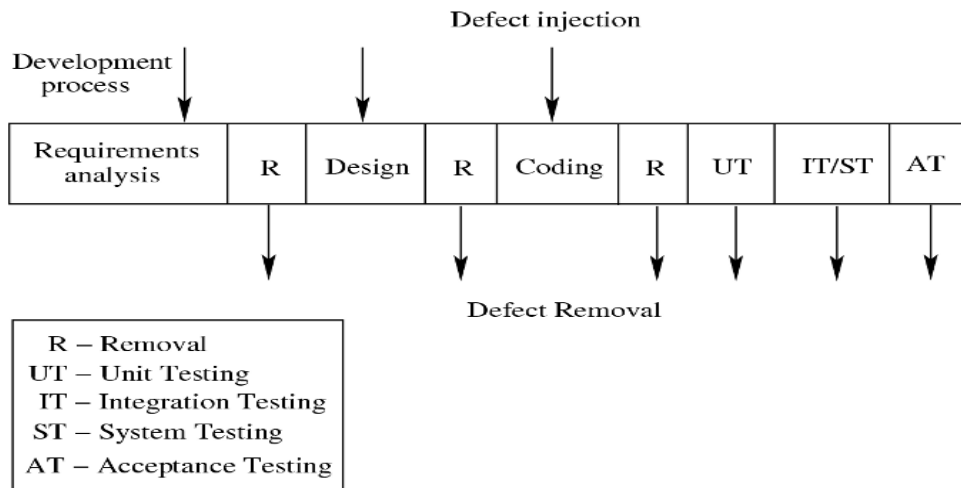 Defect injection
Development
process
Requirements
analysis
R
Design
R
Coding
R
UT
IT/ST
AT
Defect Removal
R – Removal
UT – Unit Testing
IT – Integration Testing
ST – System Testing
AT – Acceptance Testing